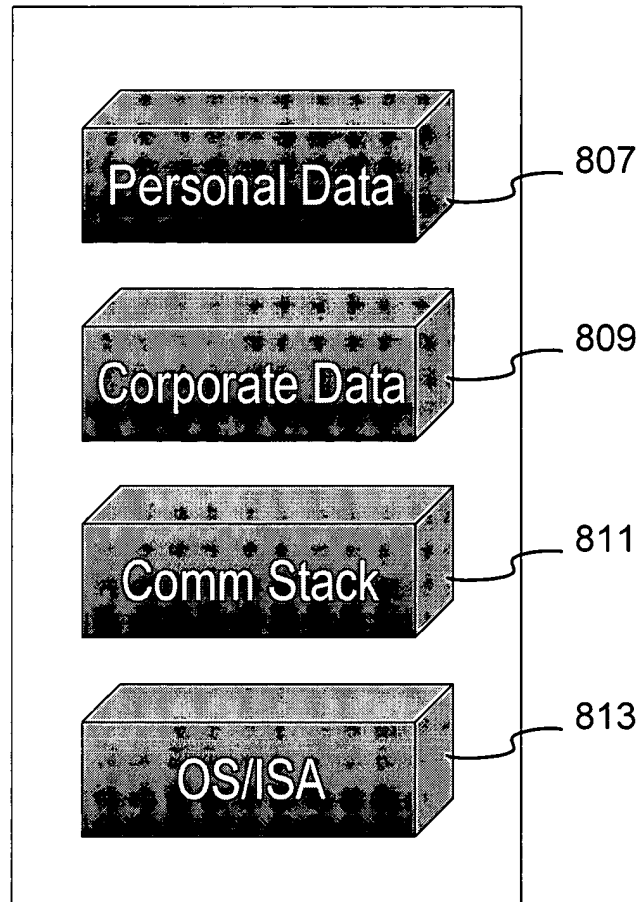 Personal Data
807
Corporate Data
809
Comm Stack
811
OS/ISA
813